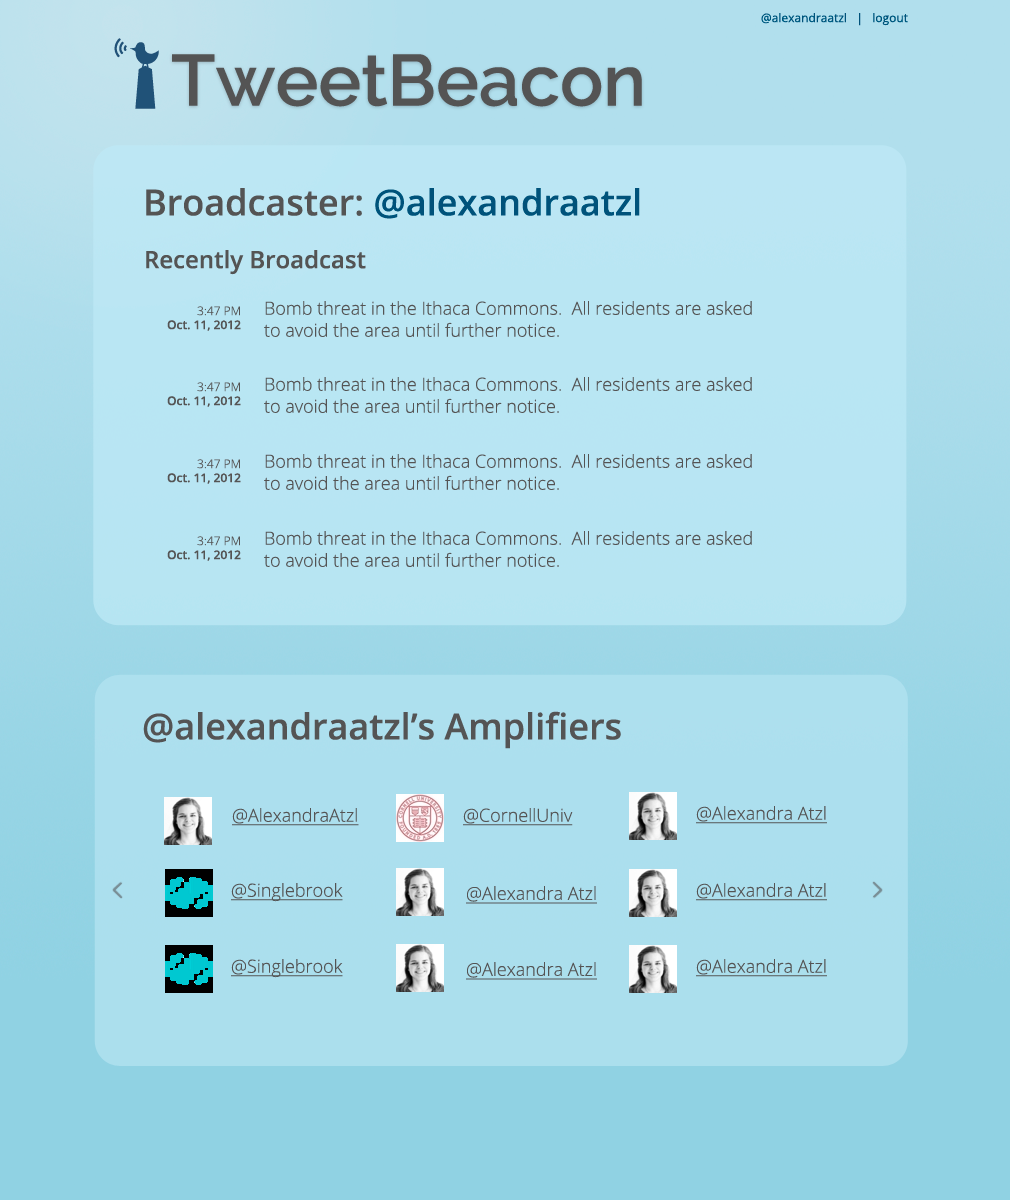 @alexandraatzl | logout
TweetBeacon
Broadcaster: @alexandraatzl
Recently Broadcast
3:47 PM
Oct. 11, 2012
Bomb threat in the Ithaca Commons.  All residents are asked
to avoid the area until further notice.
3:47 PM
Oct. 11, 2012
Bomb threat in the Ithaca Commons.  All residents are asked
to avoid the area until further notice.
3:47 PM
Oct. 11, 2012
Bomb threat in the Ithaca Commons.  All residents are asked
to avoid the area until further notice.
3:47 PM
Oct. 11, 2012
Bomb threat in the Ithaca Commons.  All residents are asked
to avoid the area until further notice.
@alexandraatzl’s Amplifiers
@AlexandraAtzl
@CornellUniv
@Alexandra Atzl
@Singlebrook
@Alexandra Atzl
@Alexandra Atzl
@Singlebrook
@Alexandra Atzl
@Alexandra Atzl